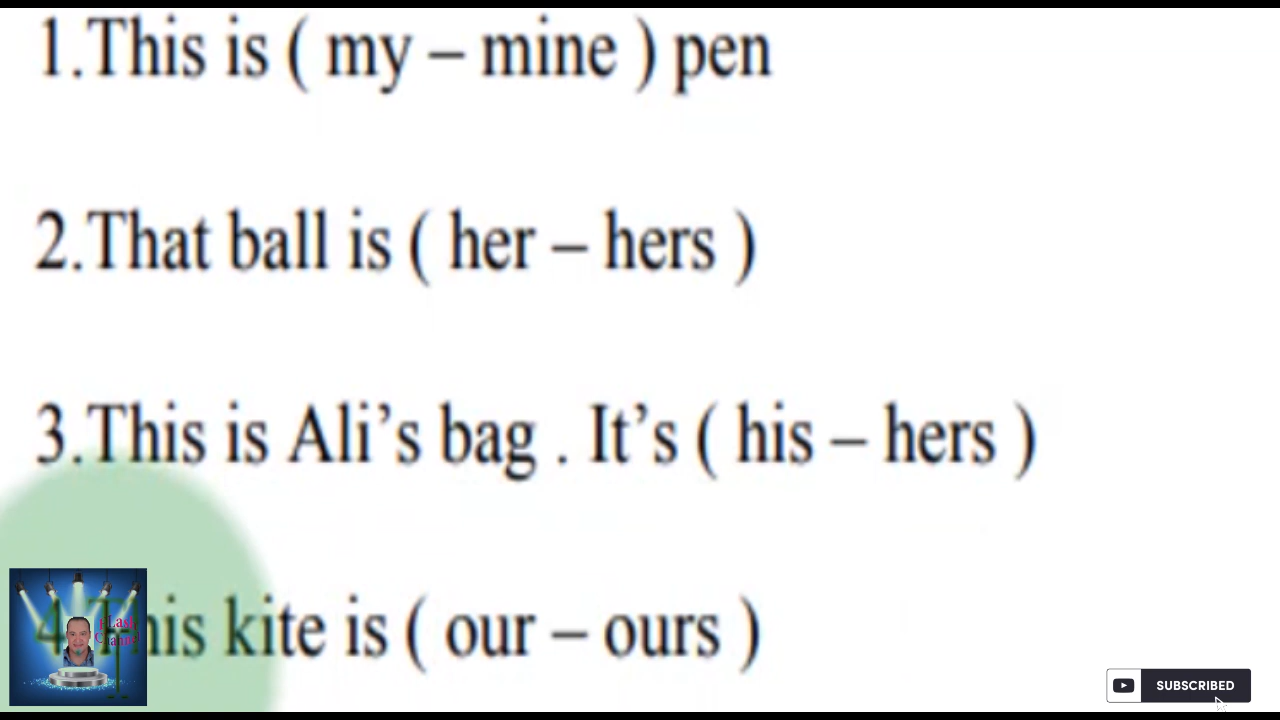 1.This is ( my – mine ) pen
2.That ball is ( her – hers )
3.This is Ali’s bag . It’s ( his – hers )
4.This kite is ( our – ours )
SUBSCRIBED